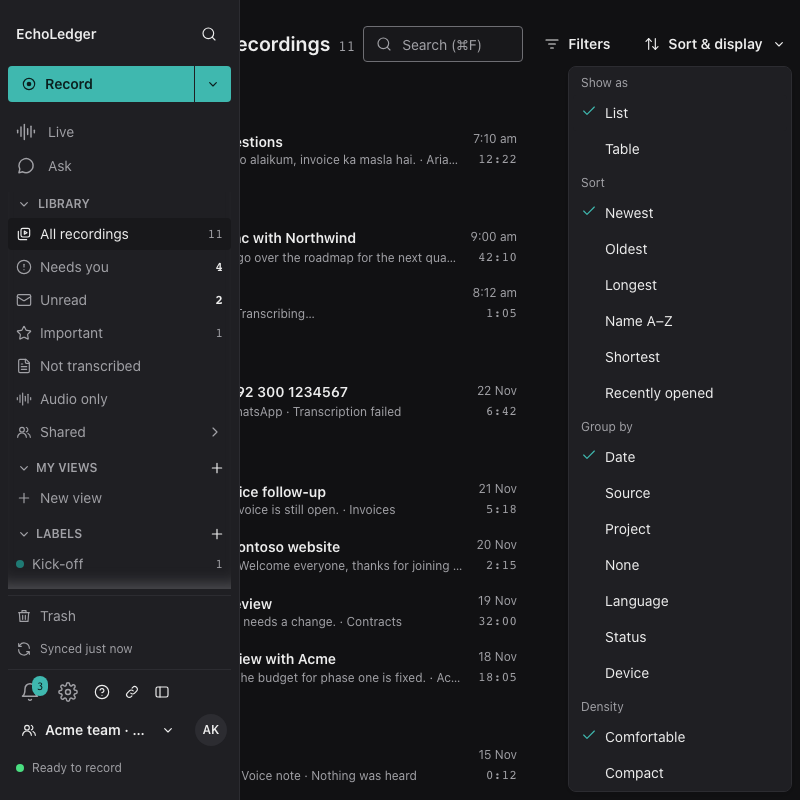 EchoLedger
Record
Live
Ask
LIBRARY
All recordings 11
Needs you 4
Unread 2
Important 1
Not transcribed
Audio only
Shared
MY VIEWS
New view
LABELS
Kick-off 1
Trash
Synced just now
3
Acme team · ...
AK
Ready to record
ecordings 11
Search (⌘F)
Filters
Sort & display
estions 7:10 am
o alaikum, invoice ka masla hai. · Aria... 12:22
nc with Northwind 9:00 am
go over the roadmap for the next qua... 42:10
8:12 am
Transcribing... 1:05
92 300 1234567 22 Nov
hatsApp · Transcription failed 6:42
ice follow-up 21 Nov
voice is still open. · Invoices 5:18
ontoso website 20 Nov
Welcome everyone, thanks for joining ... 2:15
eview 19 Nov
needs a change. · Contracts 32:00
iew with Acme 18 Nov
he budget for phase one is fixed. · Ac... 18:05
15 Nov
Voice note · Nothing was heard 0:12
Show as
List
Table
Sort
Newest
Oldest
Longest
Name A–Z
Shortest
Recently opened
Group by
Date
Source
Project
None
Language
Status
Device
Density
Comfortable
Compact